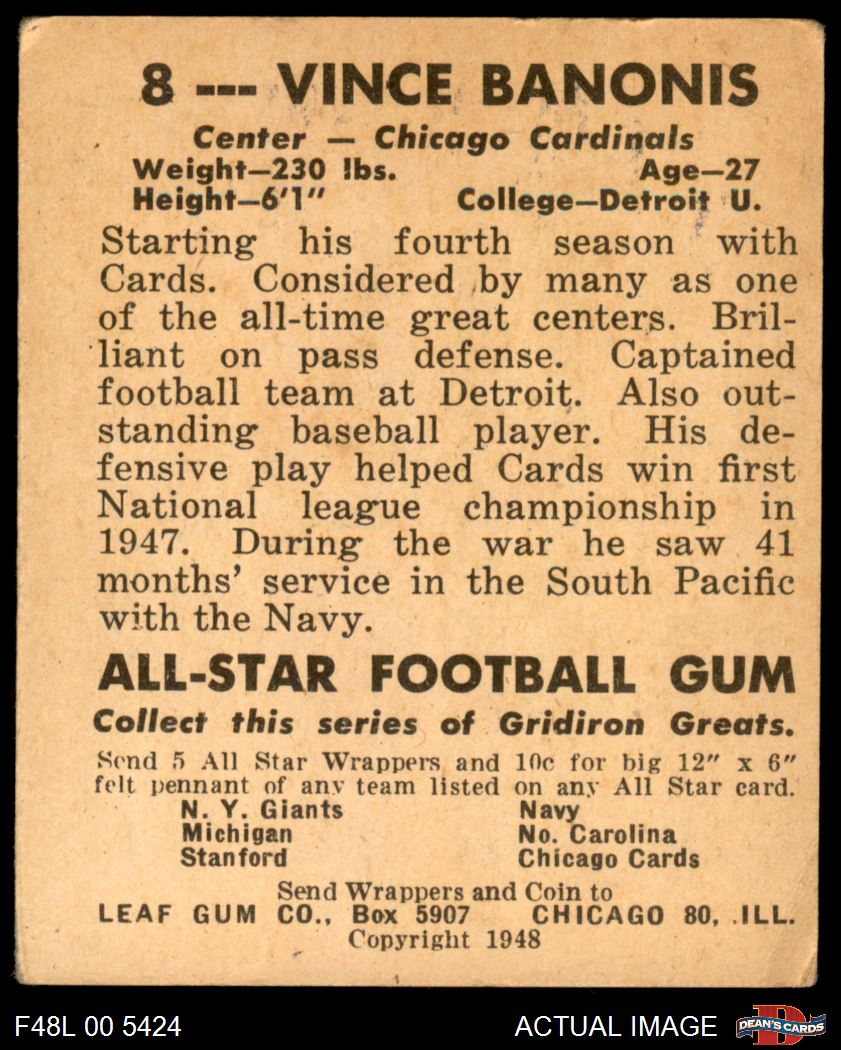 8 --- VINCE BANONIS
Center — Chicago Cardinals
Weight—230 lbs. Age—27
Height—6'1" College—Detroit U.
Starting his fourth season with
Cards. Considered by many as one
of the all-time great centers. Bril-
liant on pass defense. Captained
football team at Detroit. Also out-
standing baseball player. His de-
fensive play helped Cards win first
National league championship in
1947. During the war he saw 41
months' service in the South Pacific
with the Navy.
ALL-STAR FOOTBALL GUM
Collect this series of Gridiron Greats.
Send 5 All Star Wrappers and 10c for big 12" x 6"
felt pennant of any team listed on any All Star card.
N. Y. Giants Navy
Michigan No. Carolina
Stanford Chicago Cards
Send Wrappers and Coin to
LEAF GUM CO., Box 5907 CHICAGO 80, ILL.
Copyright 1948
F48L 00 5424 ACTUAL IMAGE D DEAN'S CARDS